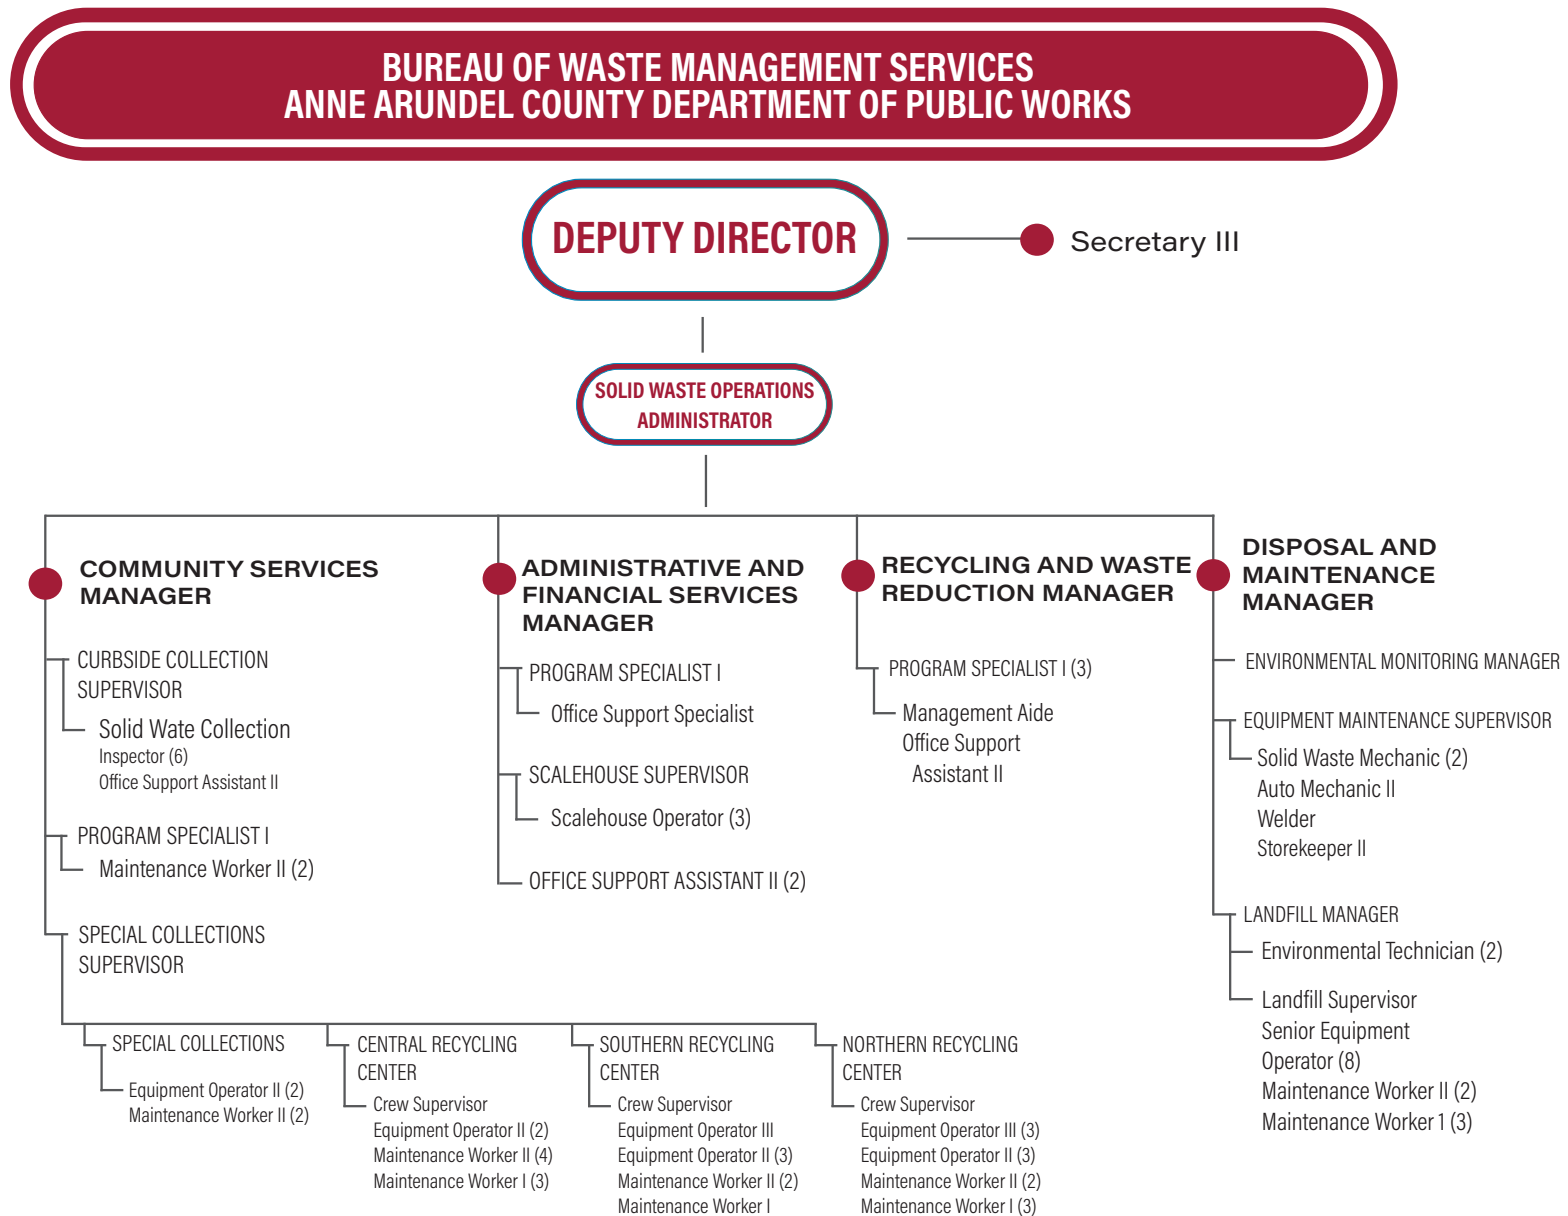 BUREAU OF WASTE MANAGEMENT SERVICES
ANNE ARUNDEL COUNTY DEPARTMENT OF PUBLIC WORKS
DEPUTY DIRECTOR
Secretary III
SOLID WASTE OPERATIONS
ADMINISTRATOR
COMMUNITY SERVICES
MANAGER
CURBSIDE COLLECTION
SUPERVISOR
Solid Wate Collection
Inspector (6)
Office Support Assistant II
PROGRAM SPECIALIST I
Maintenance Worker II (2)
SPECIAL COLLECTIONS
SUPERVISOR
SPECIAL COLLECTIONS
Equipment Operator II (2)
Maintenance Worker II (2)
CENTRAL RECYCLING
CENTER
Crew Supervisor
Equipment Operator II (2)
Maintenance Worker II (4)
Maintenance Worker I (3)
SOUTHERN RECYCLING
CENTER
Crew Supervisor
Equipment Operator III
Equipment Operator II (3)
Maintenance Worker II (2)
Maintenance Worker I
NORTHERN RECYCLING
CENTER
Crew Supervisor
Equipment Operator III (3)
Equipment Operator II (3)
Maintenance Worker II (2)
Maintenance Worker I (3)
ADMINISTRATIVE AND
FINANCIAL SERVICES
MANAGER
PROGRAM SPECIALIST I
Office Support Specialist
SCALEHOUSE SUPERVISOR
Scalehouse Operator (3)
OFFICE SUPPORT ASSISTANT II (2)
RECYCLING AND WASTE
REDUCTION MANAGER
PROGRAM SPECIALIST I (3)
Management Aide
Office Support
Assistant II
DISPOSAL AND
MAINTENANCE
MANAGER
ENVIRONMENTAL MONITORING MANAGER
EQUIPMENT MAINTENANCE SUPERVISOR
Solid Waste Mechanic (2)
Auto Mechanic II
Welder
Storekeeper II
LANDFILL MANAGER
Environmental Technician (2)
Landfill Supervisor
Senior Equipment
Operator (8)
Maintenance Worker II (2)
Maintenance Worker 1 (3)